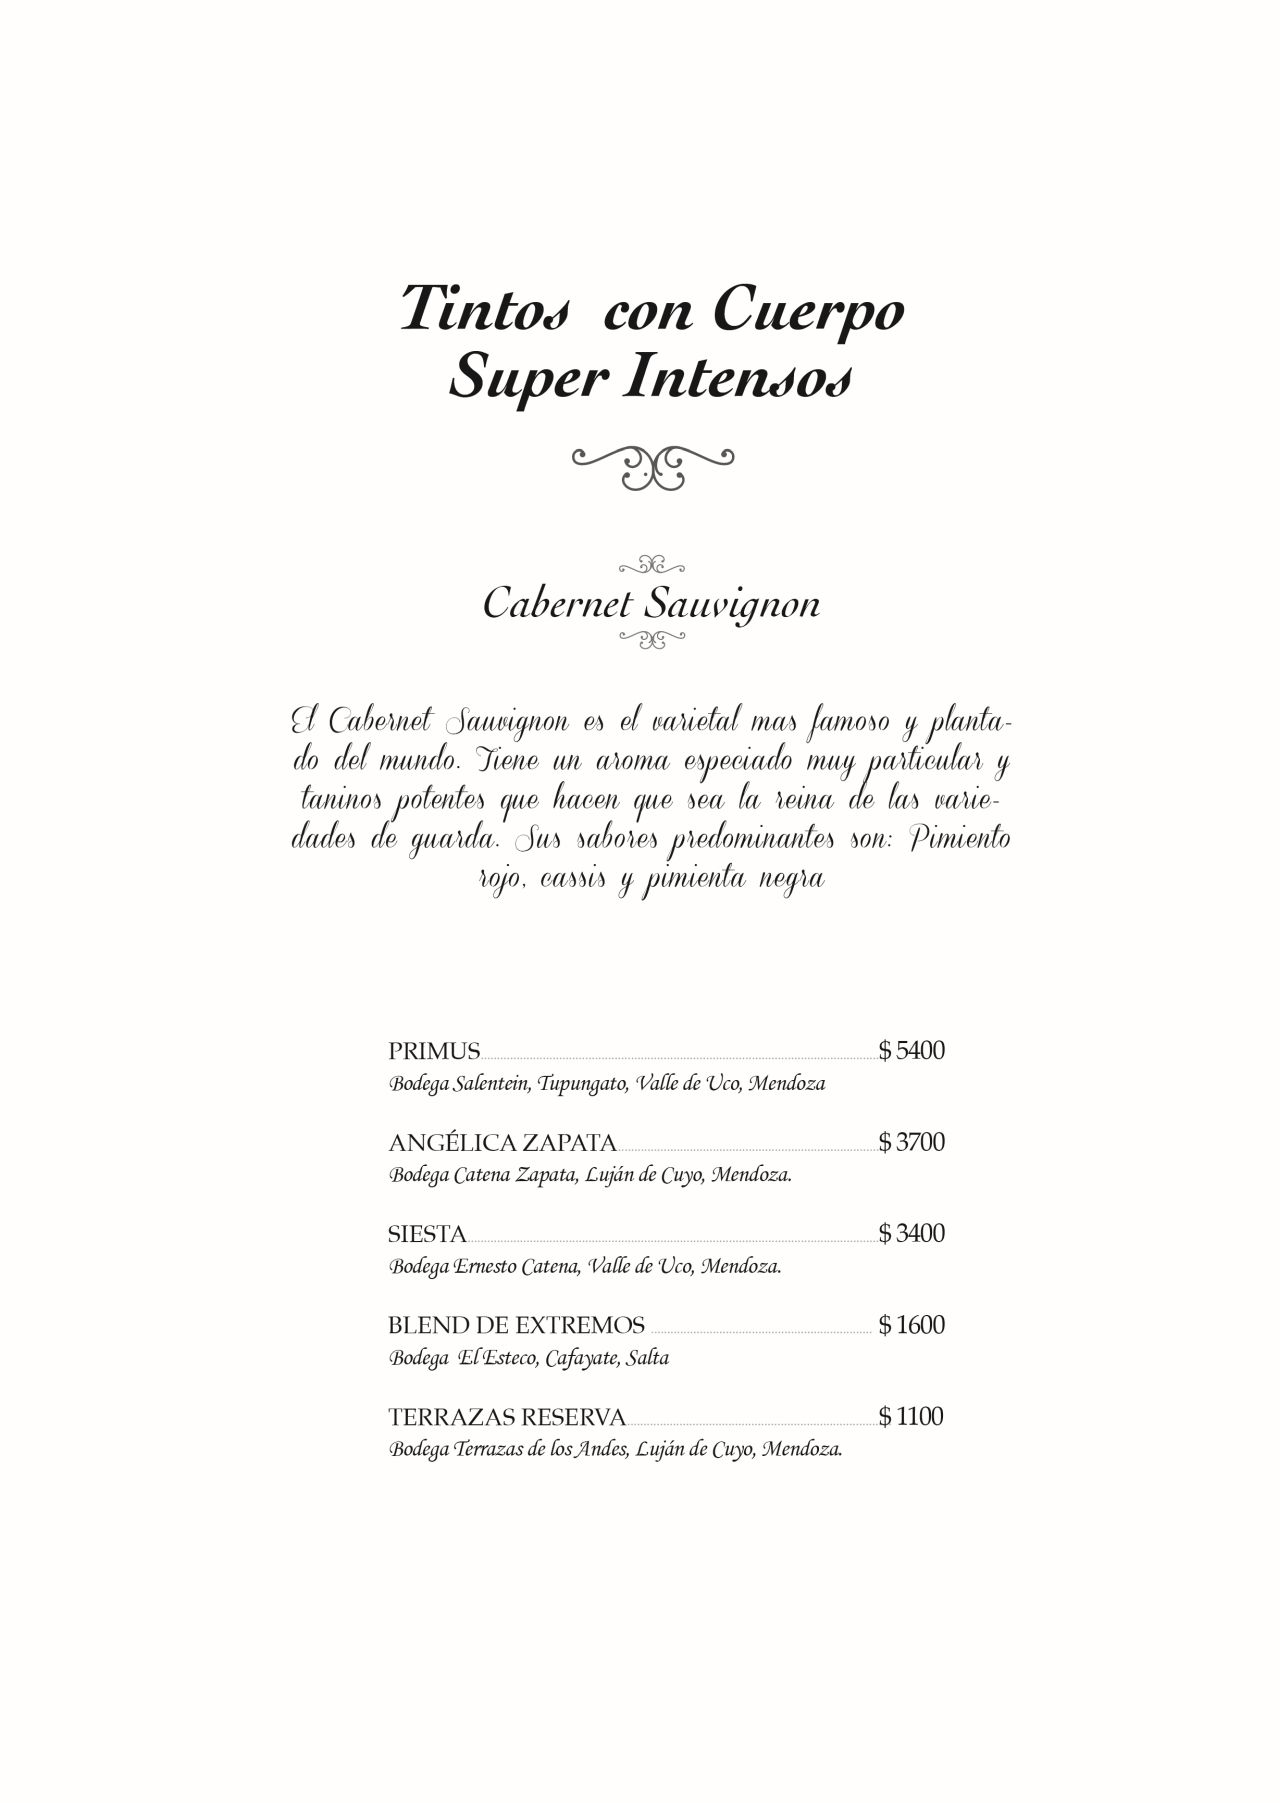 Tintos con Cuerpo
Super Intensos
Cabernet Sauvignon
El Cabernet Sauvignon es el varietal mas famoso y planta-
do del mundo. Tiene un aroma especiado muy particular y
taninos potentes que hacen que sea la reina de las varie-
dades de guarda. Sus sabores predominantes son: Pimiento
rojo, cassis y pimienta negra
PRIMUS........$ 5400
Bodega Salentein, Tupungato, Valle de Uco, Mendoza
ANGÉLICA ZAPATA........$ 3700
Bodega Catena Zapata, Luján de Cuyo, Mendoza.
SIESTA........$ 3400
Bodega Ernesto Catena, Valle de Uco, Mendoza.
BLEND DE EXTREMOS ........ $ 1600
Bodega El Esteco, Cafayate, Salta
TERRAZAS RESERVA........$ 1100
Bodega Terrazas de los Andes, Luján de Cuyo, Mendoza.